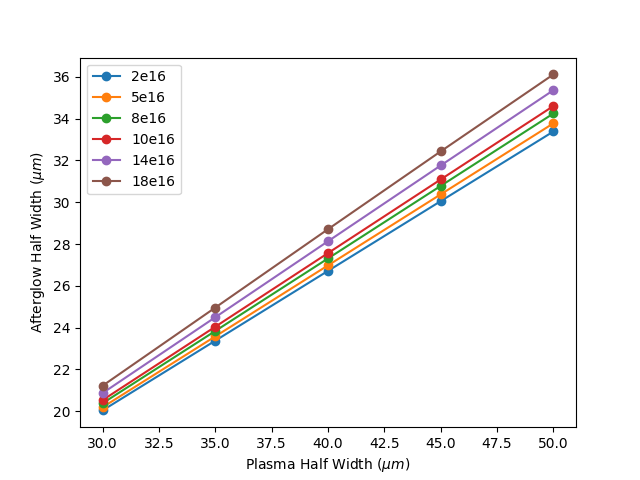 2e16
5e16
8e16
10e16
14e16
18e16
Afterglow Half Width (μm)
36
34
32
30
28
26
24
22
20
30.0 32.5 35.0 37.5 40.0 42.5 45.0 47.5 50.0
Plasma Half Width (μm)